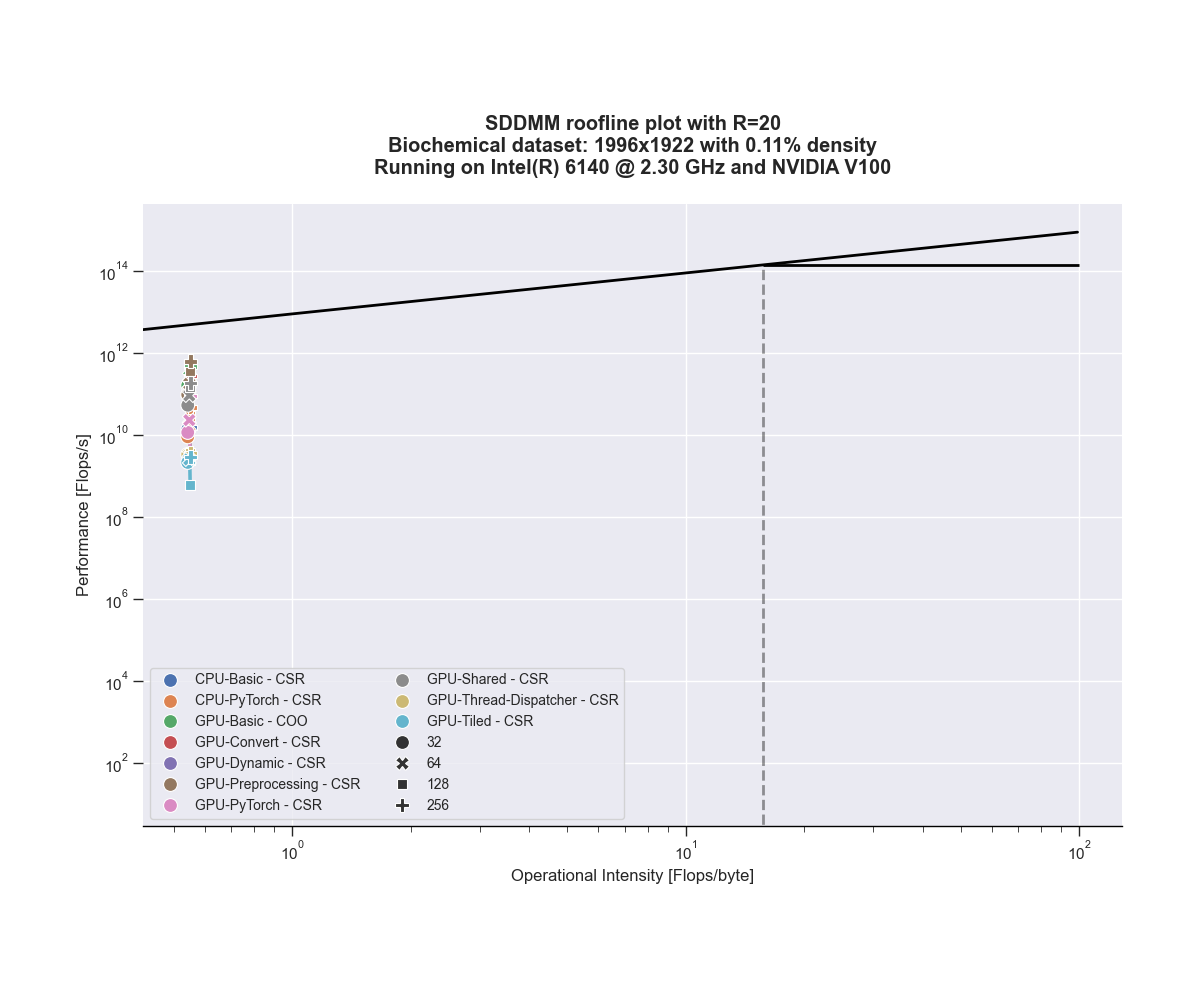 SDDMM roofline plot with R=20
Biochemical dataset: 1996x1922 with 0.11% density
Running on Intel(R) 6140 @ 2.30 GHz and NVIDIA V100
Performance [Flops/s]
10^14
10^12
10^10
10^8
10^6
10^4
10^2
CPU-Basic - CSR
CPU-PyTorch - CSR
GPU-Basic - COO
GPU-Convert - CSR
GPU-Dynamic - CSR
GPU-Preprocessing - CSR
GPU-PyTorch - CSR
GPU-Shared - CSR
GPU-Thread-Dispatcher - CSR
GPU-Tiled - CSR
32
64
128
256
10^0
10^1
10^2
Operational Intensity [Flops/byte]